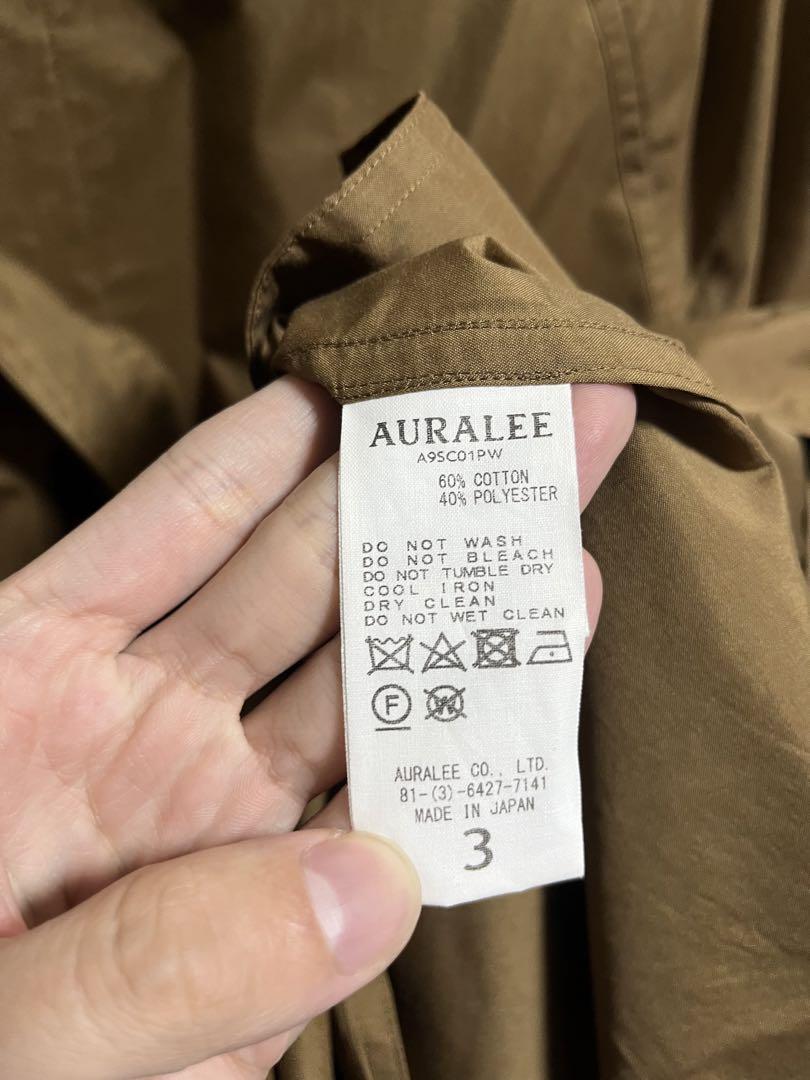 AURALEE
A9SC01PW
60% COTTON
40% POLYESTER
DO NOT WASH
DO NOT BLEACH
DO NOT TUMBLE DRY
COOL IRON
DRY CLEAN
DO NOT WET CLEAN
F W
AURALEE CO., LTD.
81-(3)-6427-7141
MADE IN JAPAN
3